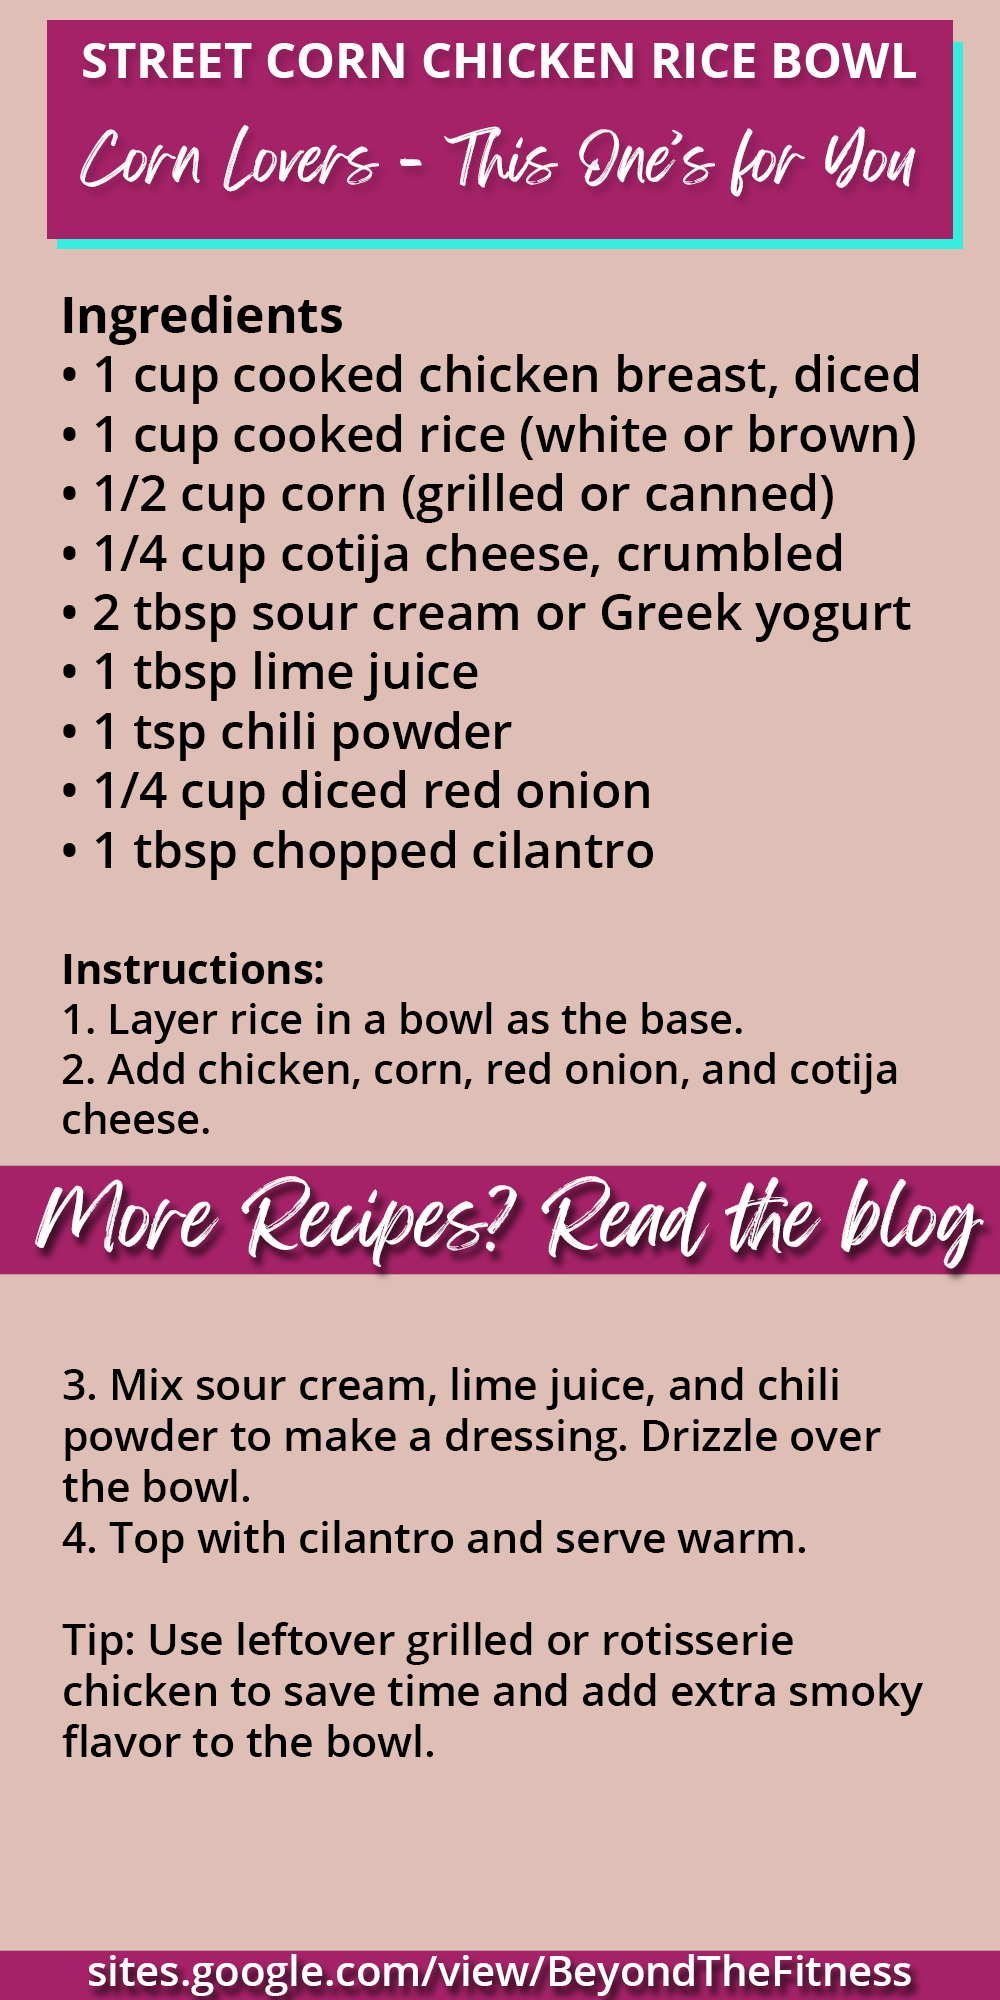 STREET CORN CHICKEN RICE BOWL
Corn Lovers - This One's for You
Ingredients
• 1 cup cooked chicken breast, diced
• 1 cup cooked rice (white or brown)
• 1/2 cup corn (grilled or canned)
• 1/4 cup cotija cheese, crumbled
• 2 tbsp sour cream or Greek yogurt
• 1 tbsp lime juice
• 1 tsp chili powder
• 1/4 cup diced red onion
• 1 tbsp chopped cilantro
Instructions:
1. Layer rice in a bowl as the base.
2. Add chicken, corn, red onion, and cotija
cheese.
More Recipes? Read the blog
3. Mix sour cream, lime juice, and chili
powder to make a dressing. Drizzle over
the bowl.
4. Top with cilantro and serve warm.
Tip: Use leftover grilled or rotisserie
chicken to save time and add extra smoky
flavor to the bowl.
sites.google.com/view/BeyondTheFitness